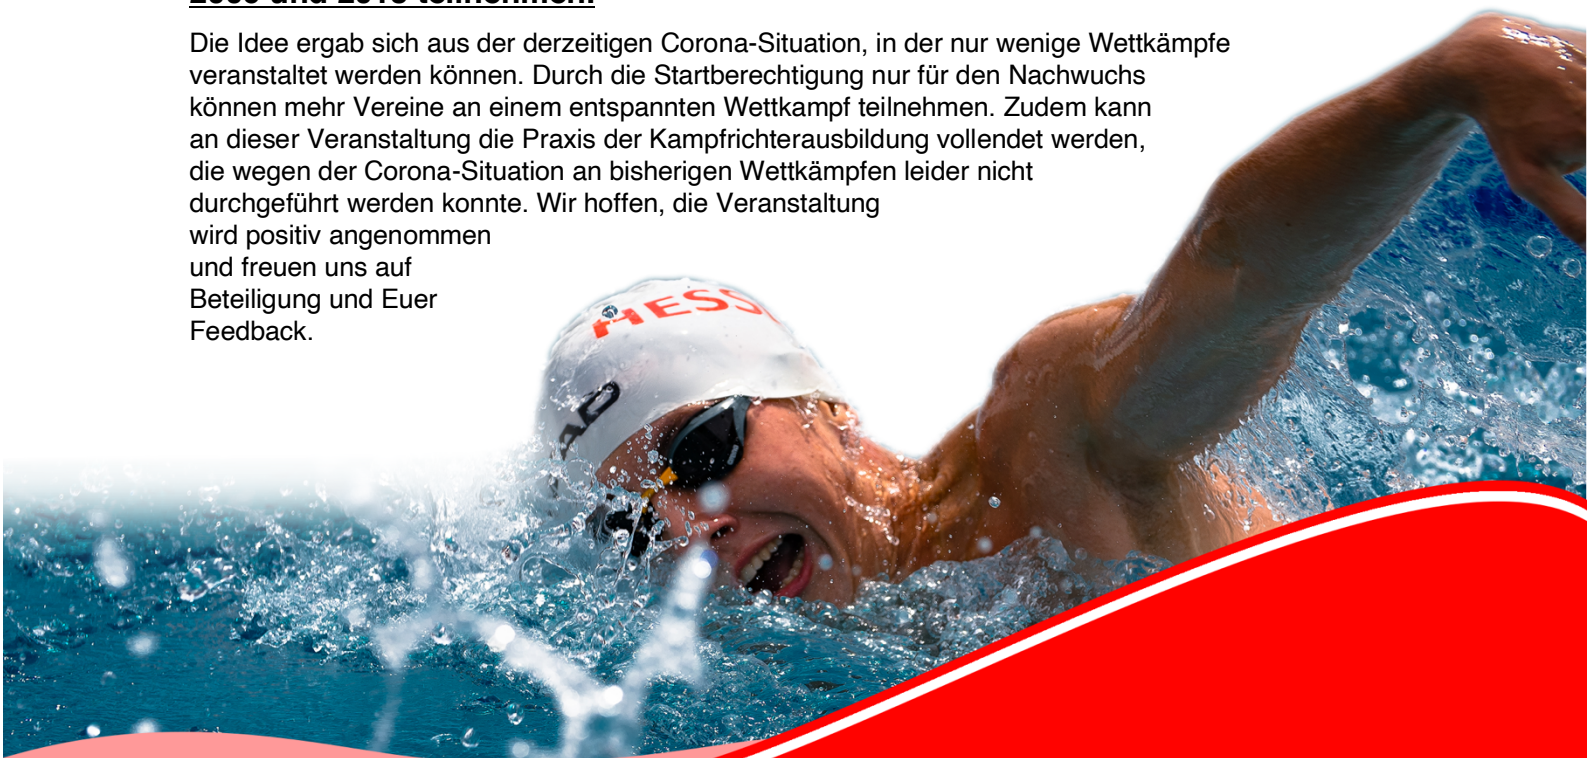 und 2013 teilnehmen.
Die Idee ergab sich aus der derzeitigen Corona-Situation, in der nur wenige Wettkämpfe
veranstaltet werden können. Durch die Startberechtigung nur für den Nachwuchs
können mehr Vereine an einem entspannten Wettkampf teilnehmen. Zudem kann
an dieser Veranstaltung die Praxis der Kampfrichterausbildung vollendet werden,
die wegen der Corona-Situation an bisherigen Wettkämpfen leider nicht
durchgeführt werden konnte. Wir hoffen, die Veranstaltung
wird positiv angenommen
und freuen uns auf
Beteiligung und Euer
Feedback.